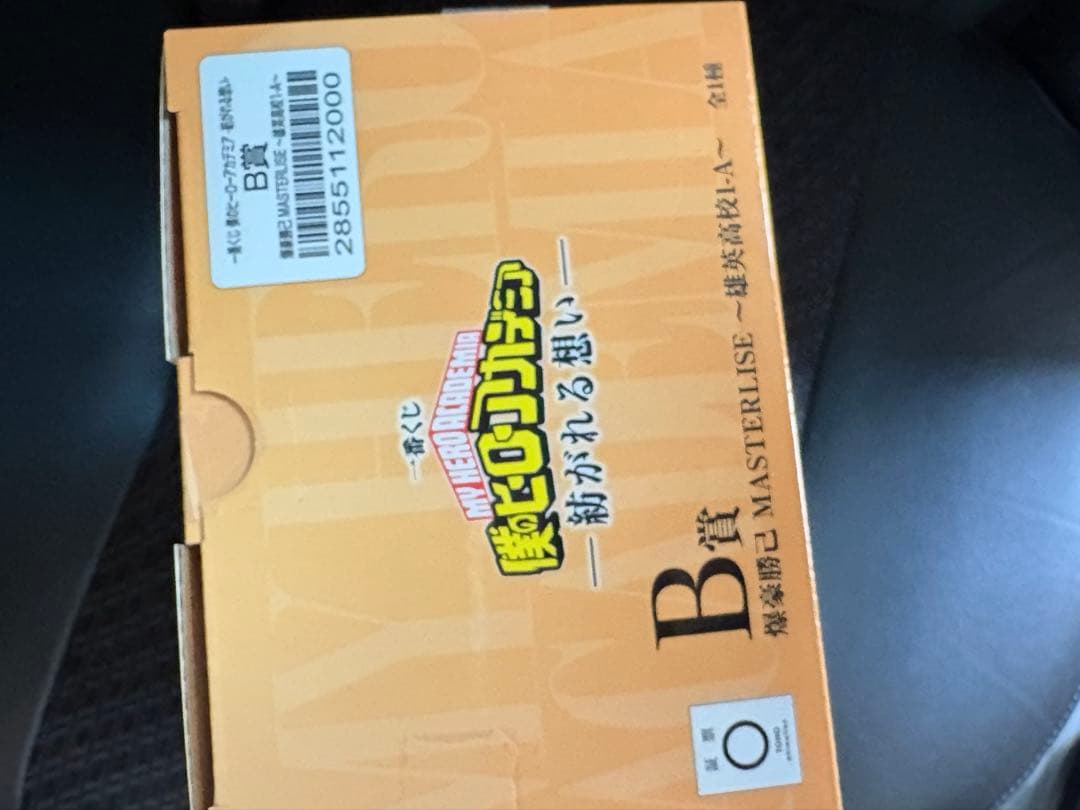 一番くじ 僕のヒーローアカデミア -紡がれる想い-
B賞
爆豪勝己 MASTERLISE ~雄英高校1-A~
2855112000
一番くじ
MY HERO ACADEMIA
僕のヒーローアカデミア
—紡がれる想い—
B賞
爆豪勝己 MASTERLISE ~雄英高校1-A~ 全1種
証紙
TOHO